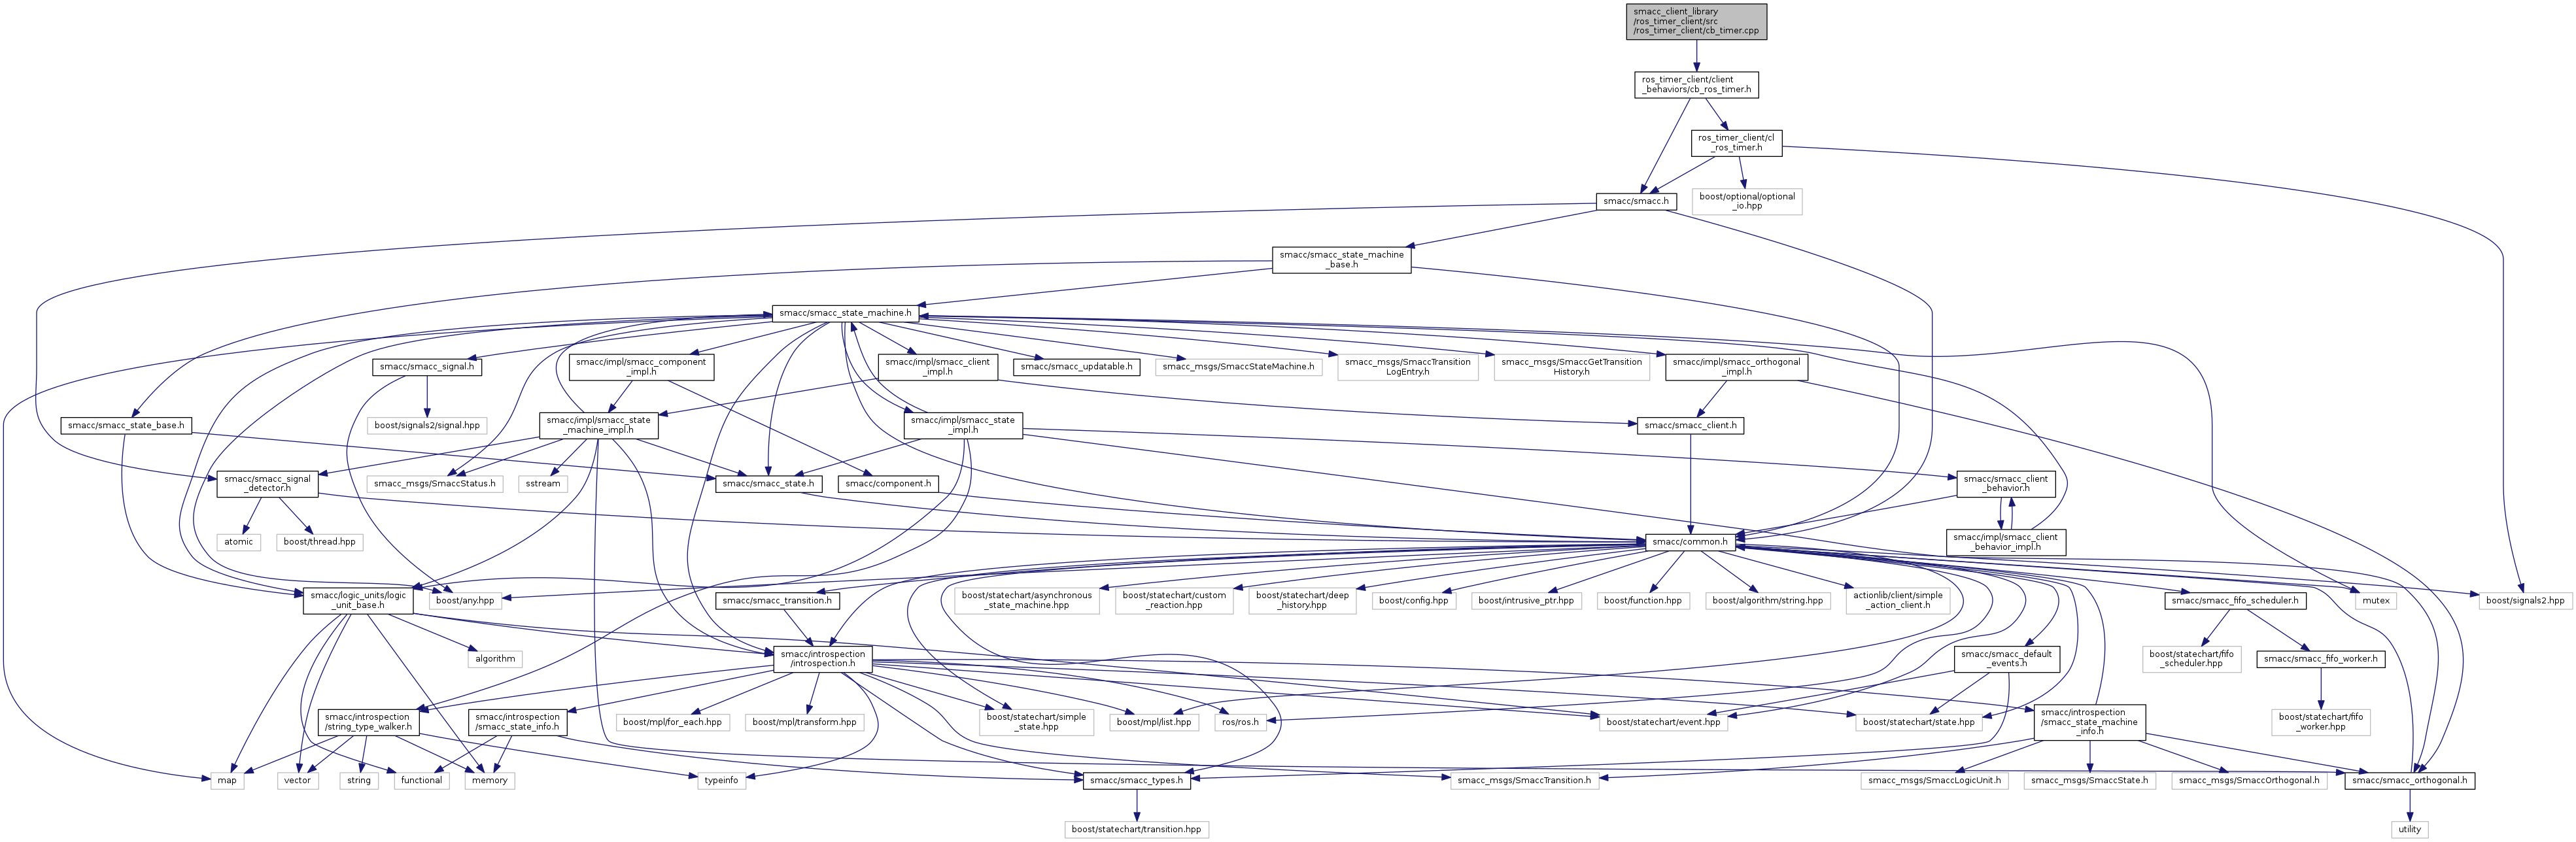 smacc_client_library
/ros_timer_client/src
/ros_timer_client/cb_timer.cpp
ros_timer_client/client
_behaviors/cb_ros_timer.h
ros_timer_client/cl
_ros_timer.h
smacc/smacc.h
boost/optional/optional
_io.hpp
smacc/smacc_state_machine
_base.h
smacc/smacc_state_machine.h
smacc/smacc_signal.h
smacc/impl/smacc_component
_impl.h
smacc/impl/smacc_client
_impl.h
smacc/smacc_updatable.h
smacc_msgs/SmaccStateMachine.h
smacc_msgs/SmaccTransition
LogEntry.h
smacc_msgs/SmaccGetTransition
History.h
smacc/impl/smacc_orthogonal
_impl.h
smacc/smacc_state_base.h
boost/signals2/signal.hpp
smacc/impl/smacc_state
_machine_impl.h
smacc/impl/smacc_state
_impl.h
smacc/smacc_client.h
smacc/smacc_signal
_detector.h
smacc_msgs/SmaccStatus.h
sstream
smacc/smacc_state.h
smacc/component.h
smacc/smacc_client
_behavior.h
atomic
boost/thread.hpp
smacc/common.h
smacc/impl/smacc_client
_behavior_impl.h
smacc/logic_units/logic
_unit_base.h
boost/any.hpp
smacc/smacc_transition.h
boost/statechart/asynchronous
_state_machine.hpp
boost/statechart/custom
_reaction.hpp
boost/statechart/deep
_history.hpp
boost/config.hpp
boost/intrusive_ptr.hpp
boost/function.hpp
boost/algorithm/string.hpp
actionlib/client/simple
_action_client.h
smacc/smacc_fifo_scheduler.h
mutex
boost/signals2.hpp
algorithm
smacc/introspection
/introspection.h
smacc/smacc_default
_events.h
boost/statechart/fifo
_scheduler.hpp
smacc/smacc_fifo_worker.h
smacc/introspection
/string_type_walker.h
smacc/introspection
/smacc_state_info.h
boost/mpl/for_each.hpp
boost/mpl/transform.hpp
boost/statechart/simple
_state.hpp
boost/mpl/list.hpp
ros/ros.h
boost/statechart/event.hpp
boost/statechart/state.hpp
smacc/introspection
/smacc_state_machine
_info.h
boost/statechart/fifo
_worker.hpp
map
vector
string
functional
memory
typeinfo
smacc/smacc_types.h
smacc_msgs/SmaccTransition.h
smacc_msgs/SmaccLogicUnit.h
smacc_msgs/SmaccState.h
smacc_msgs/SmaccOrthogonal.h
smacc/smacc_orthogonal.h
boost/statechart/transition.hpp
utility